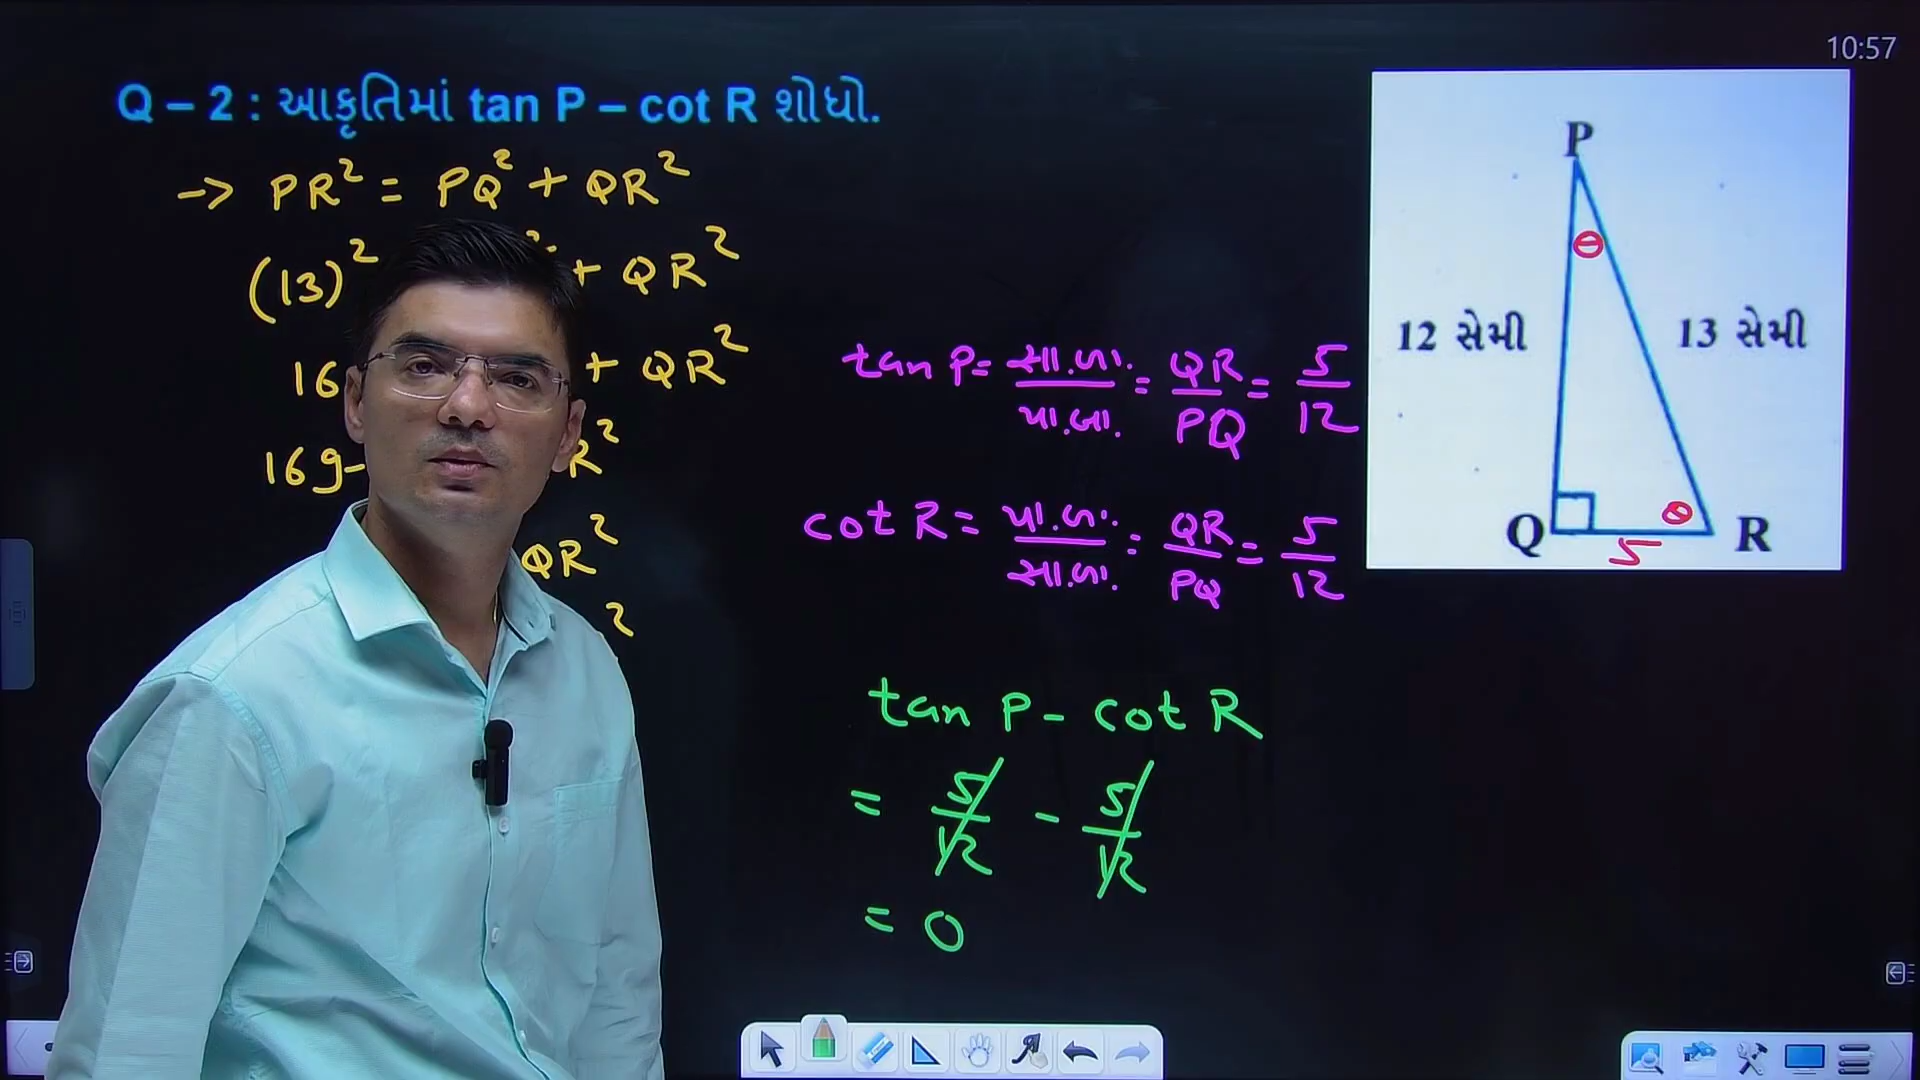 10:57
Q – 2 : આકૃતિમાં tan P – cot R શોધો.
-> PR² = PQ² + QR²
(13)² + QR²
16 + QR²
169- R²
QR²
2
tan P = સા.બા. / પા.બા. = QR / PQ = 5 / 12
cot R = પા.બા. / સા.બા. = QR / PQ = 5 / 12
tan P - cot R
= 5/12 - 5/12
= 0
P
θ
12 સેમી
13 સેમી
Q
θ
R
5